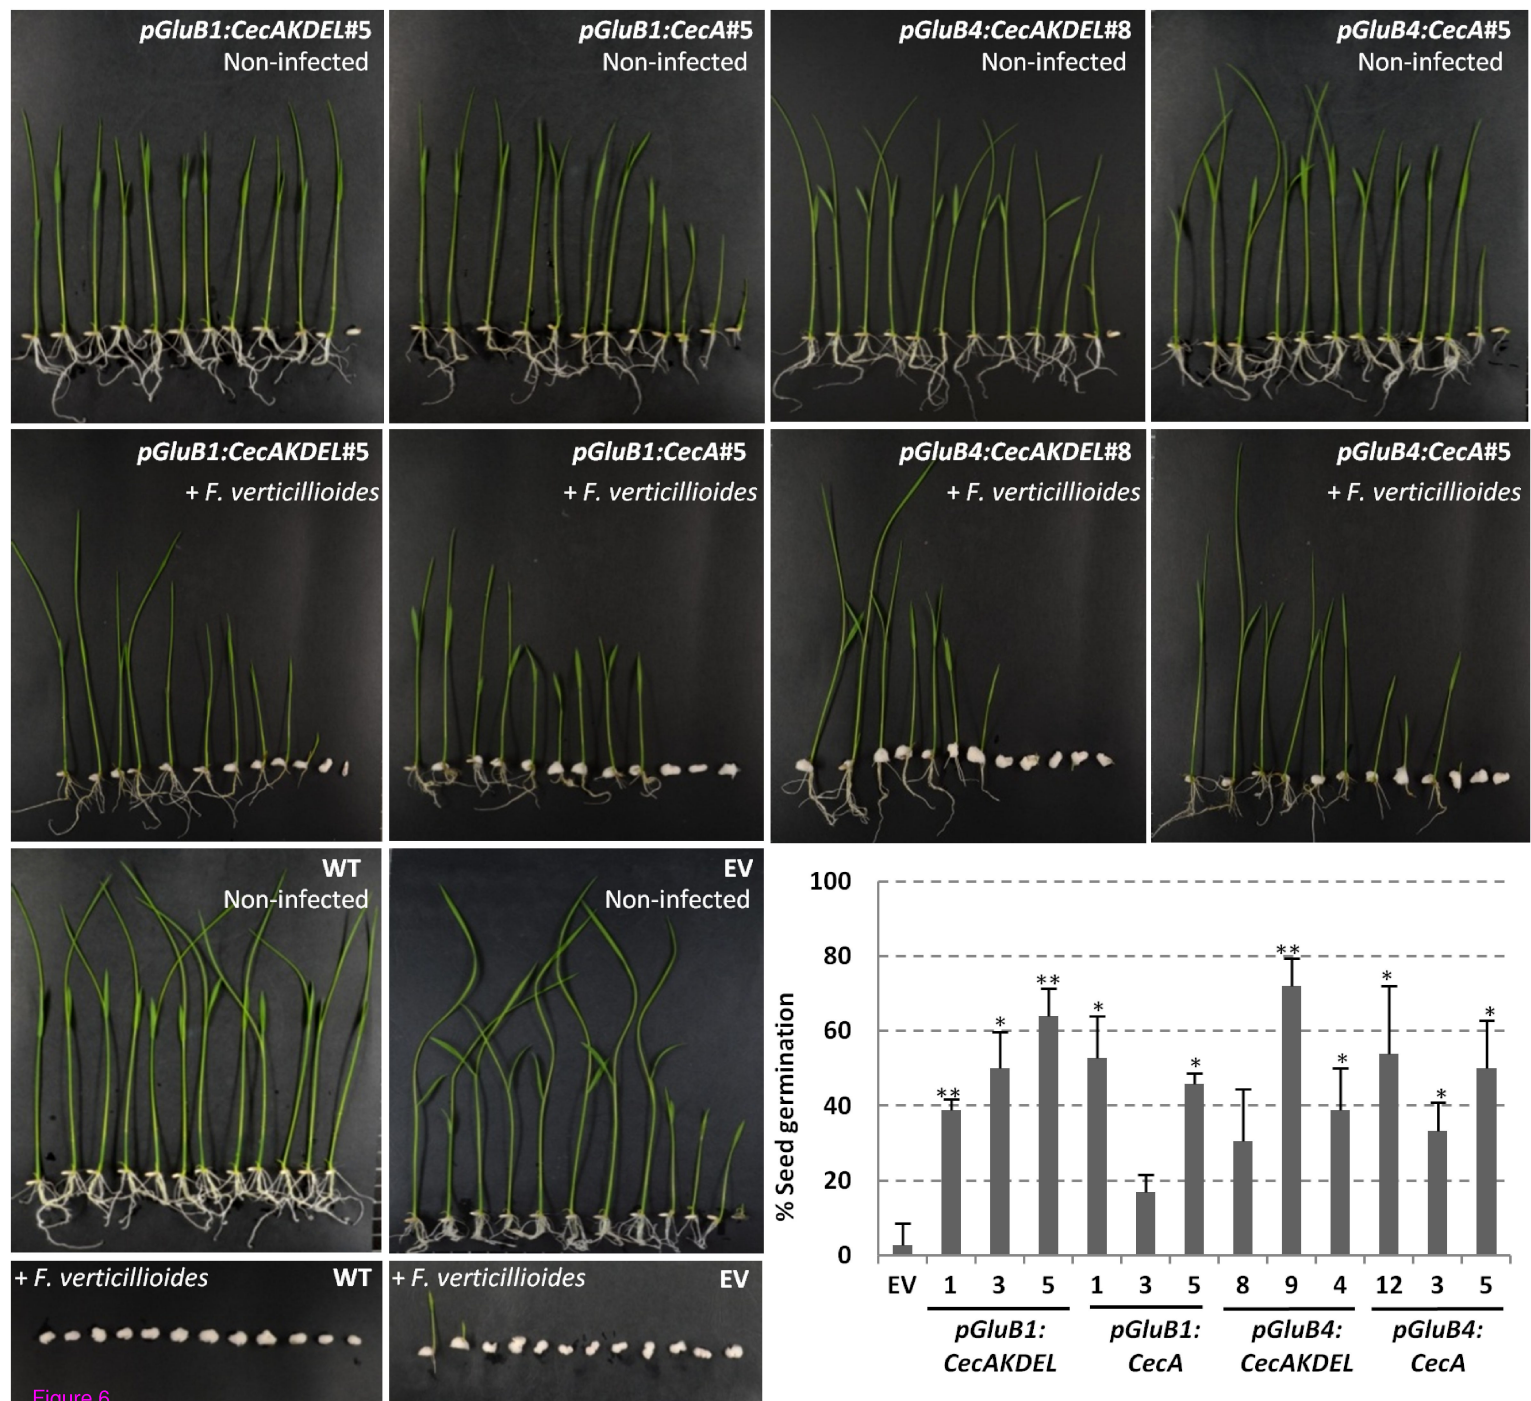 pGluB1:CecAKDEL#5
Non-infected
pGluB1:CecA#5
Non-infected
pGluB4:CecAKDEL#8
Non-infected
pGluB4:CecA#5
Non-infected
pGluB1:CecAKDEL#5
+ F. verticillioides
pGluB1:CecA#5
+ F. verticillioides
pGluB4:CecAKDEL#8
+ F. verticillioides
pGluB4:CecA#5
+ F. verticillioides
WT
Non-infected
EV
Non-infected
+ F. verticillioides WT
+ F. verticillioides EV
Figure 6
% Seed germination
100
80
60
40
20
0
** * ** * * ** * * * *
EV 1 3 5 1 3 5 8 9 4 12 3 5
pGluB1: pGluB1: pGluB4: pGluB4:
CecAKDEL CecA CecAKDEL CecA